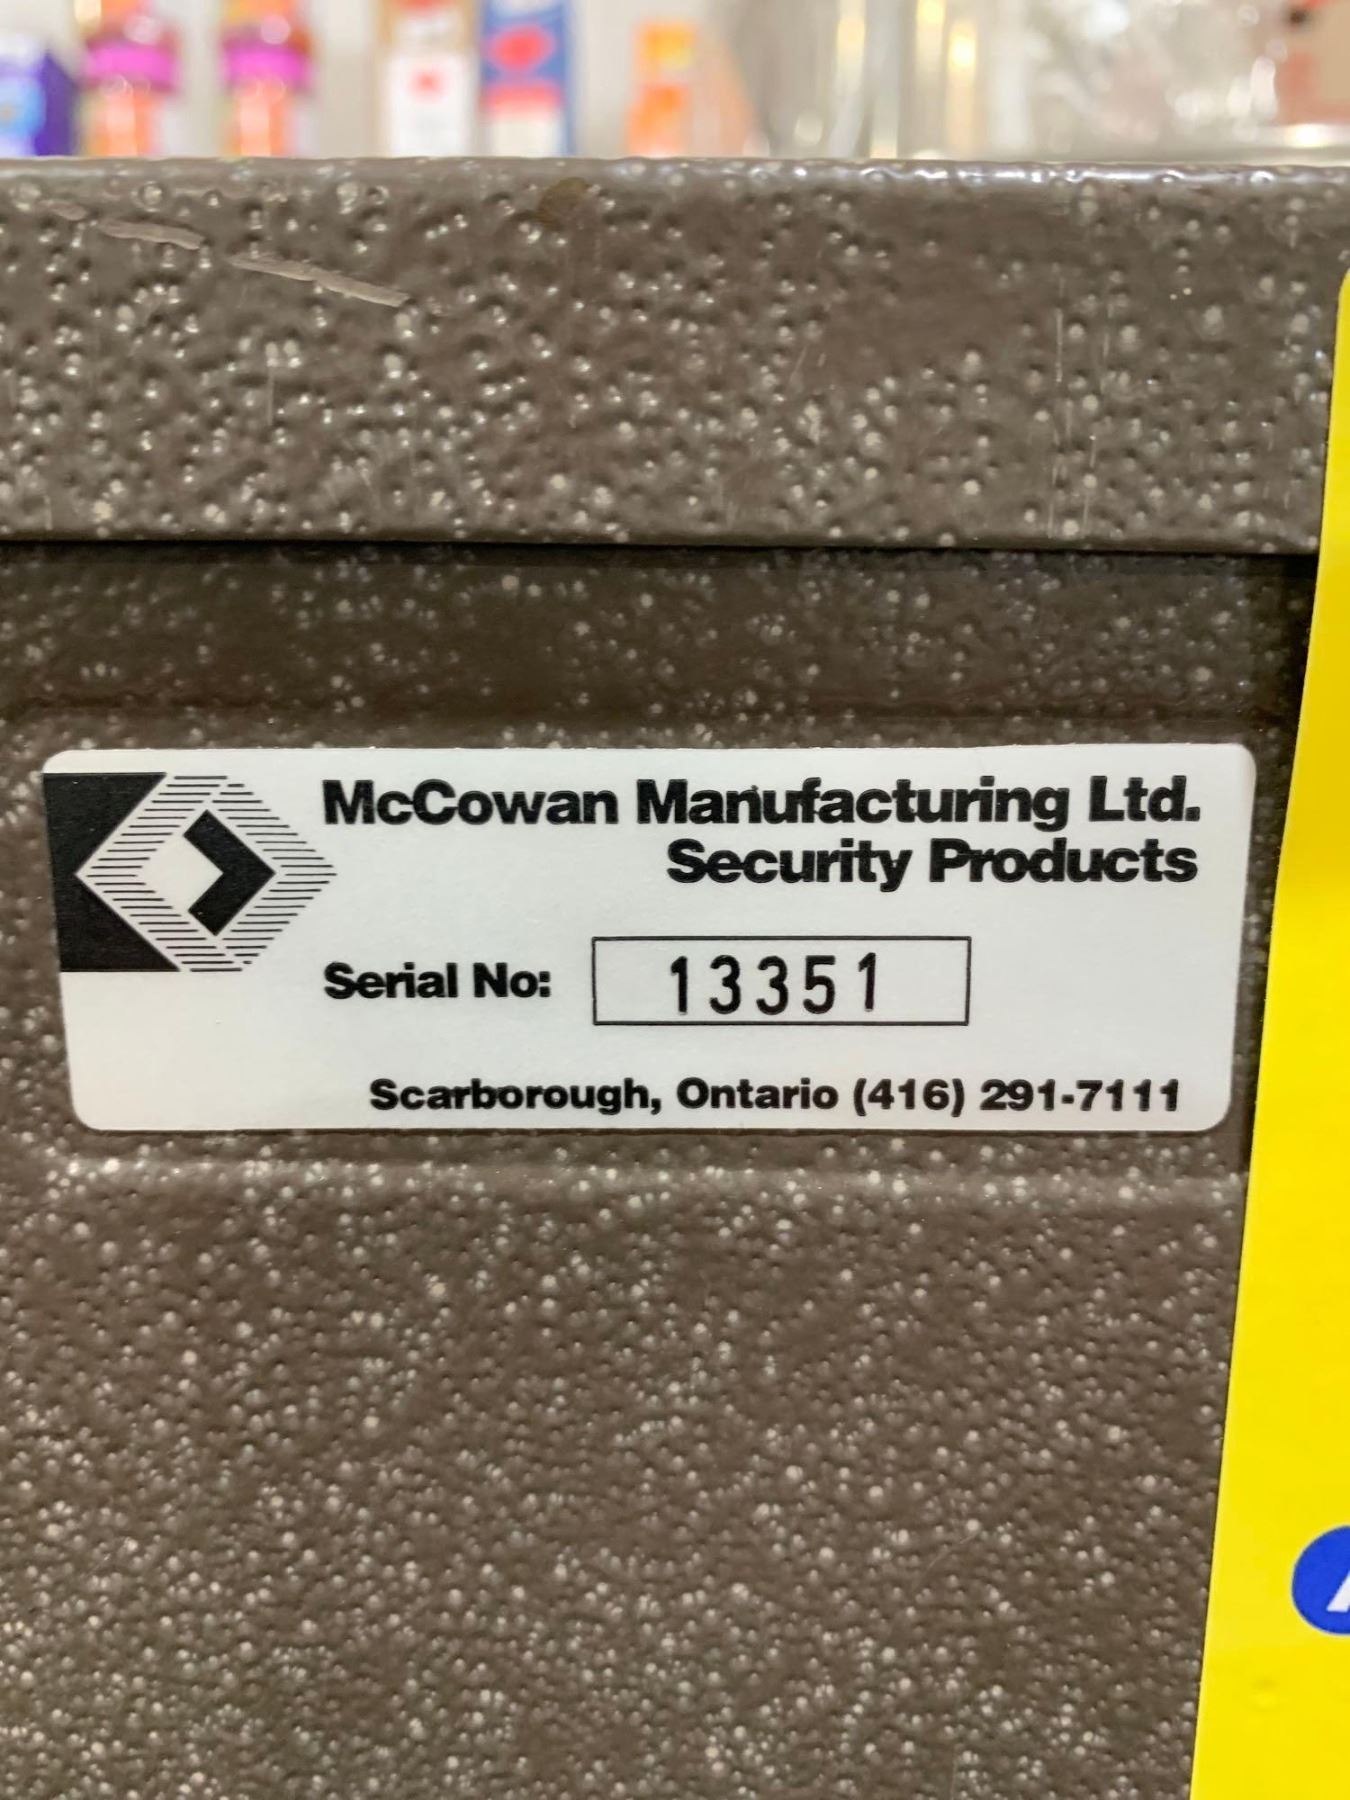 McCowan Manufacturing Ltd.
Security Products
Serial No: 13351
Scarborough, Ontario (416) 291-7111